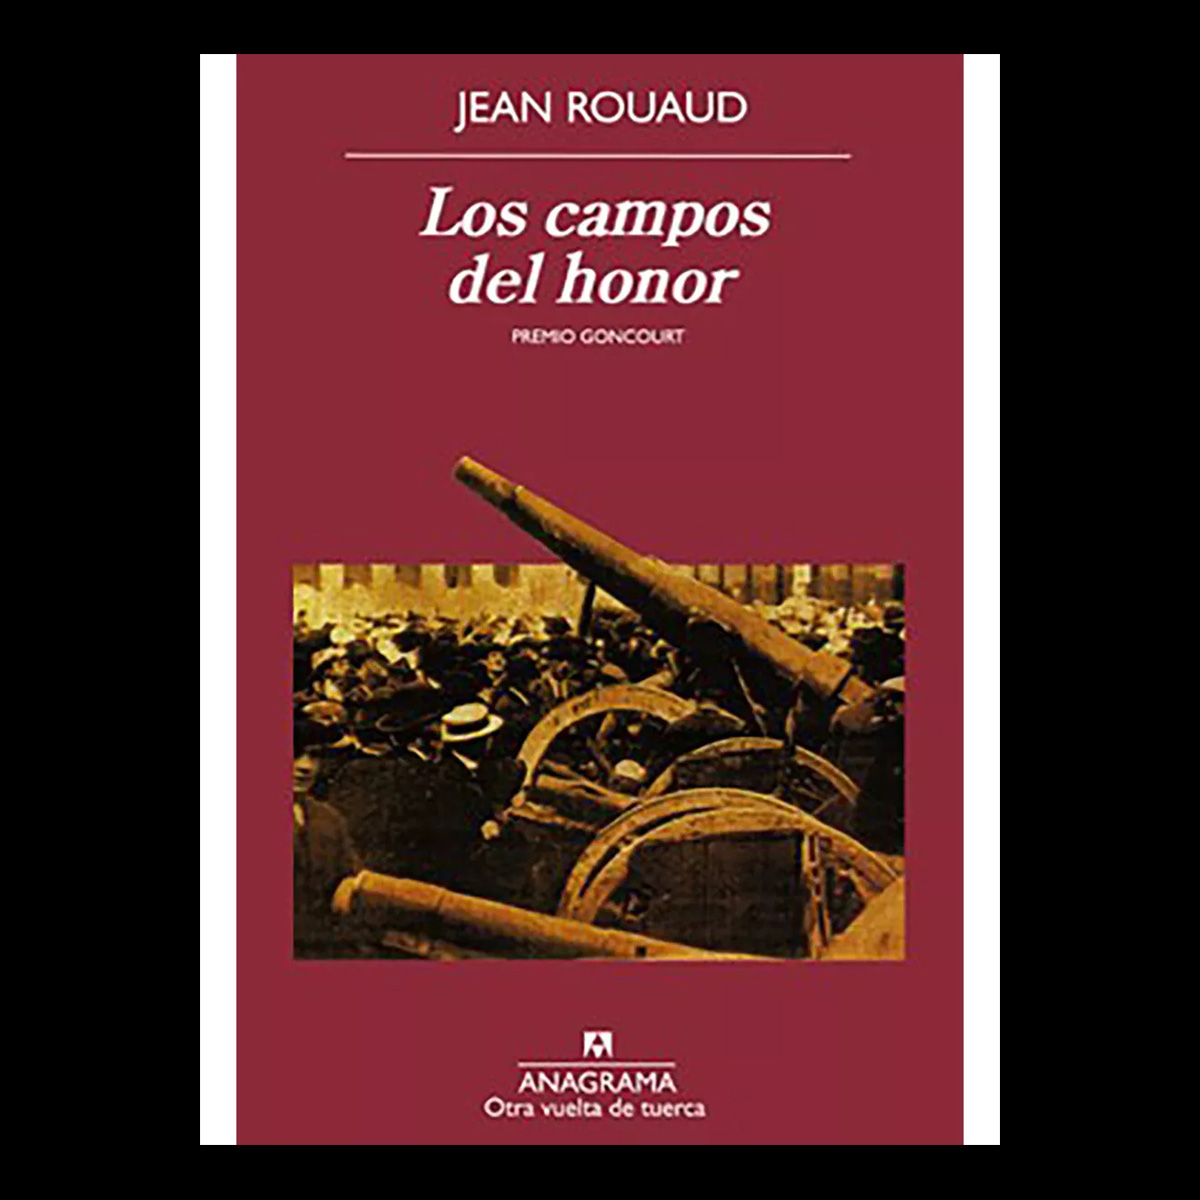 JEAN ROUAUD
Los campos
del honor
PREMIO GONCOURT
ANAGRAMA
Otra vuelta de tuerca